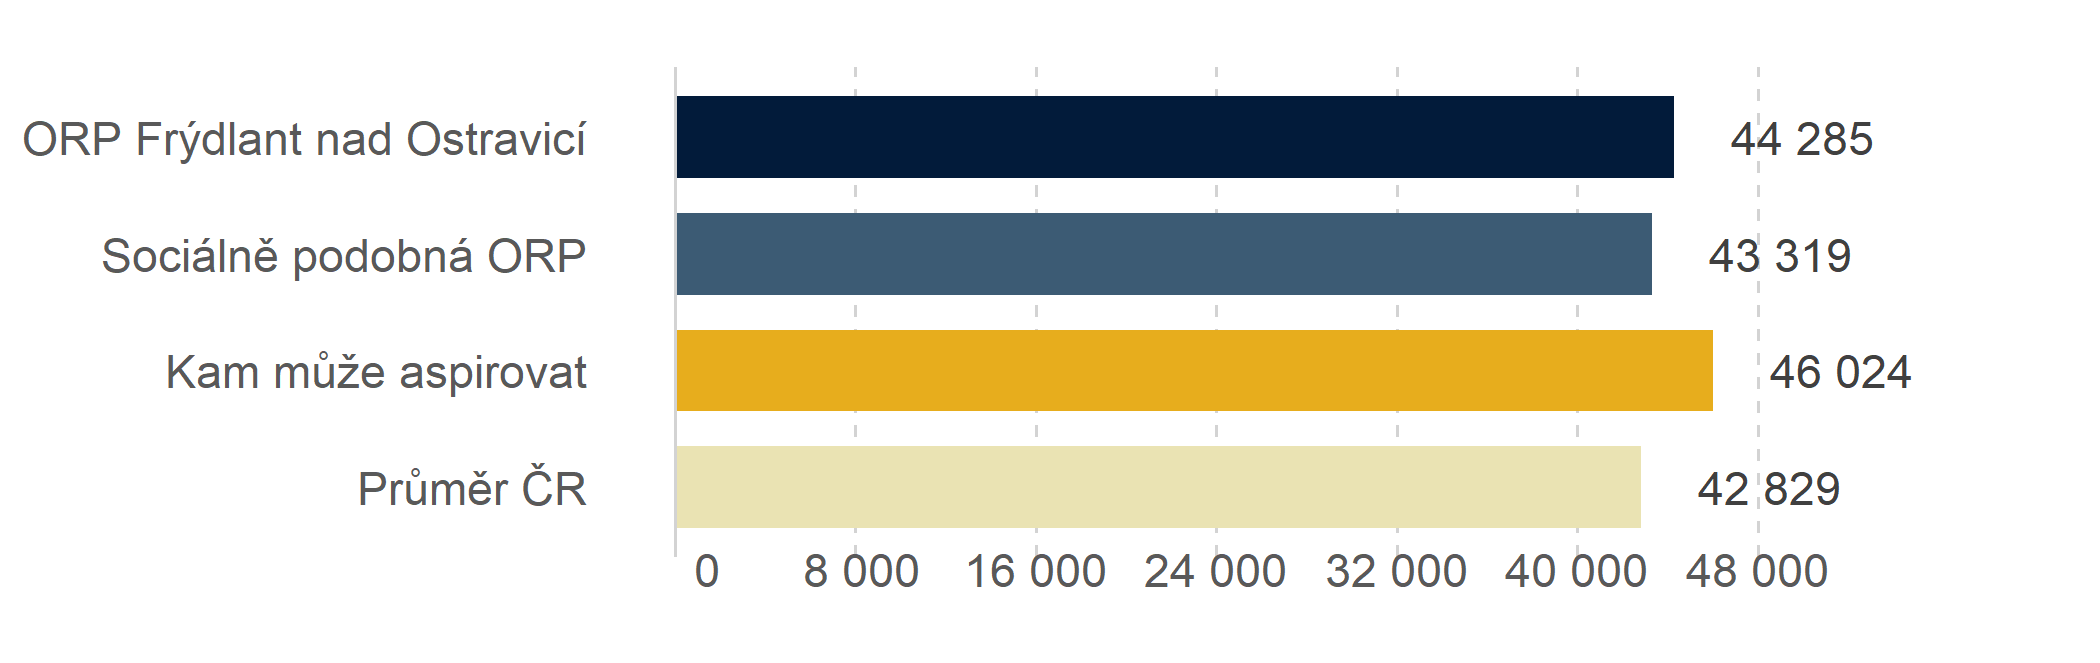 ORP Frýdlant nad Ostravicí 44 285
Sociálně podobná ORP 43 319
Kam může aspirovat 46 024
Průměr ČR 42 829
0 8 000 16 000 24 000 32 000 40 000 48 000